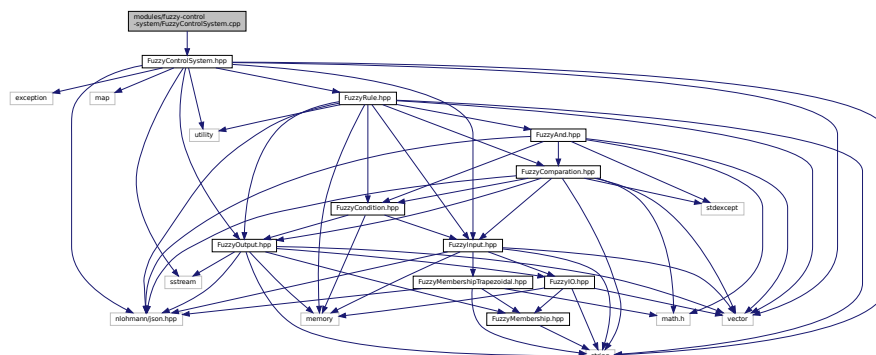 modules/fuzzy-control
-system/FuzzyControlSystem.cpp
FuzzyControlSystem.hpp
exception
map
FuzzyRule.hpp
utility
FuzzyAnd.hpp
FuzzyComparation.hpp
FuzzyCondition.hpp
stdexcept
FuzzyOutput.hpp
FuzzyInput.hpp
sstream
FuzzyMembershipTrapezoidal.hpp
FuzzyIO.hpp
nlohmann/json.hpp
memory
FuzzyMembership.hpp
math.h
vector
string